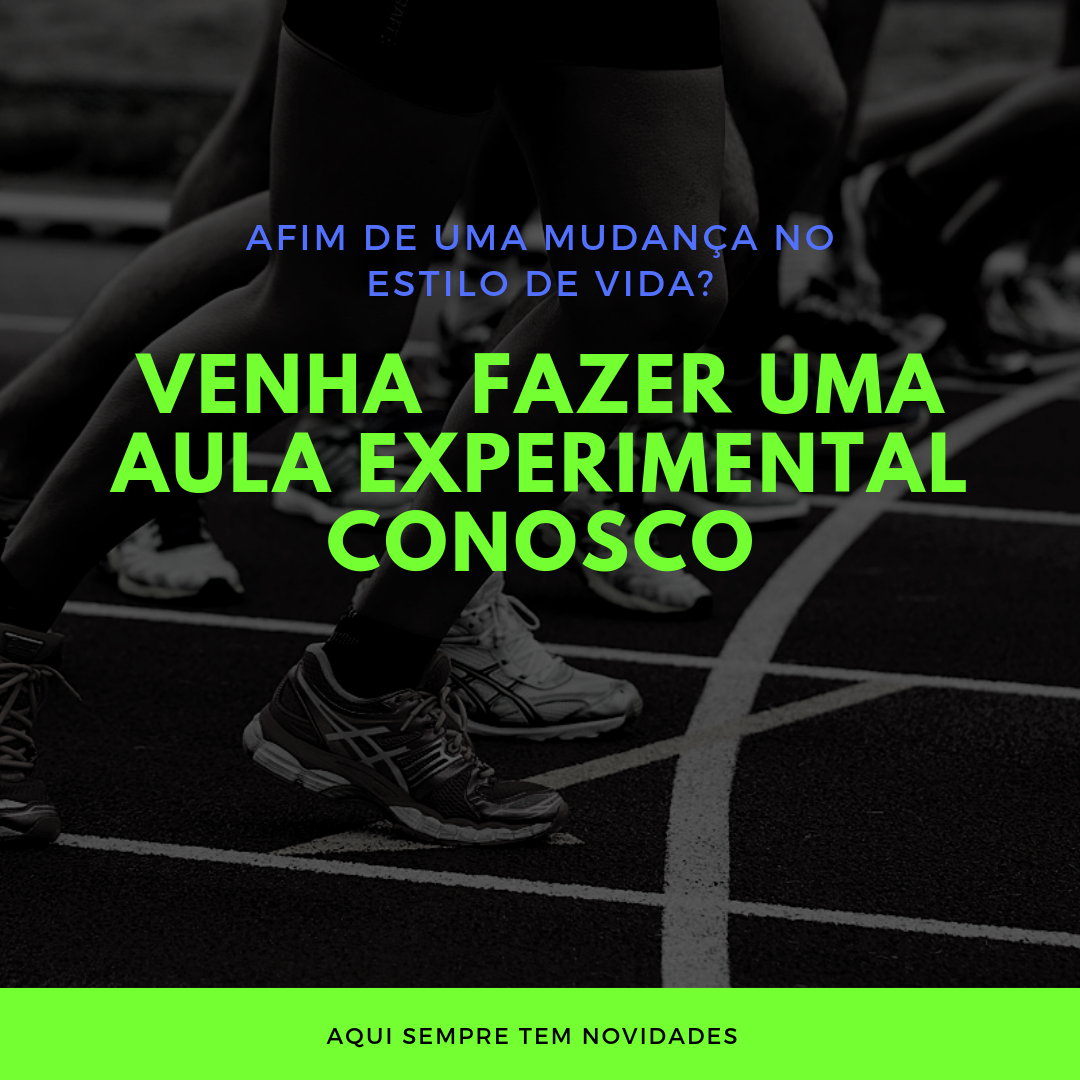 AFIM DE UMA MUDANÇA NO
ESTILO DE VIDA?
VENHA  FAZER UMA
AULA EXPERIMENTAL
CONOSCO
AQUI SEMPRE TEM NOVIDADES